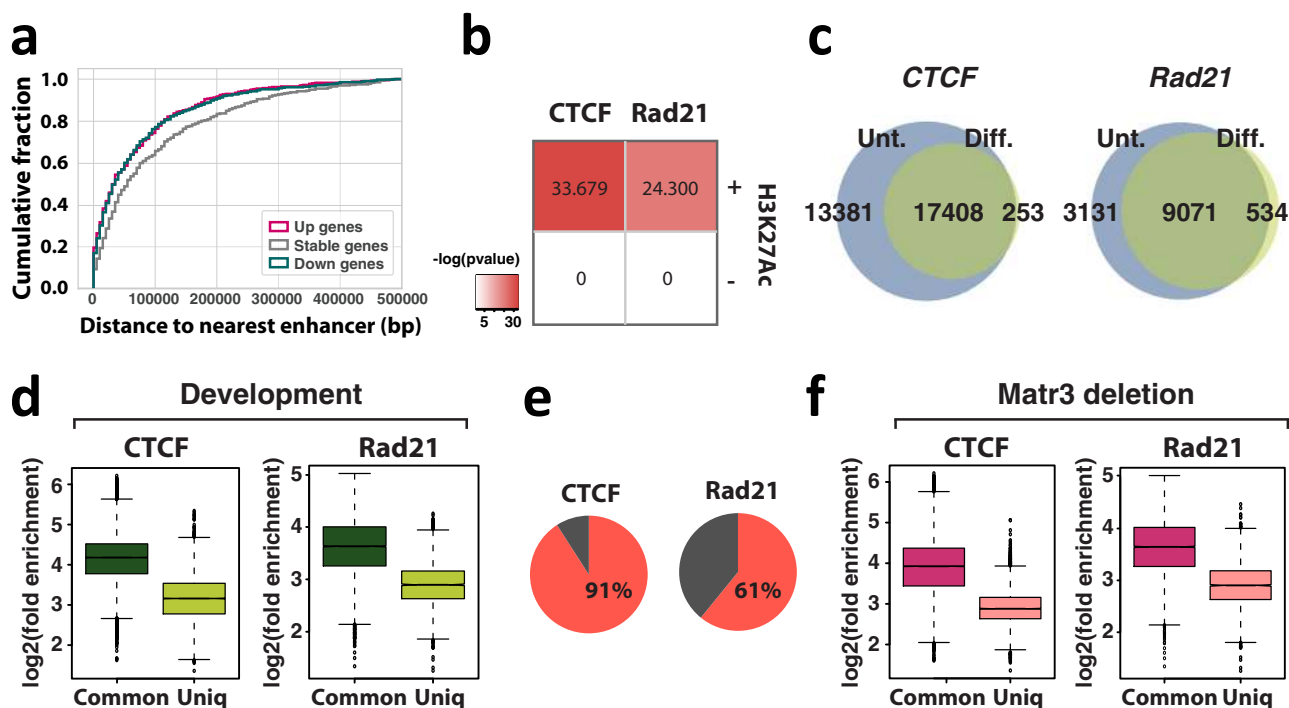 a
Cumulative fraction
1.0
0.8
0.6
0.4
0.2
0.0
0
100000
200000
300000
400000
500000
Distance to nearest enhancer (bp)
Up genes
Stable genes
Down genes
b
CTCF Rad21
33.679 24.300
0 0
+
-
H3K27Ac
-log(pvalue)
5 30
c
CTCF
Unt. Diff.
13381 17408 253
Rad21
Unt. Diff.
3131 9071 534
d
Development
CTCF
log2(fold enrichment)
6
5
4
3
2
Common Uniq
Rad21
log2(fold enrichment)
5
4
3
2
Common Uniq
e
CTCF
91%
Rad21
61%
f
Matr3 deletion
CTCF
log2(fold enrichment)
6
5
4
3
2
Common Uniq
Rad21
log2(fold enrichment)
5
4
3
2
Common Uniq